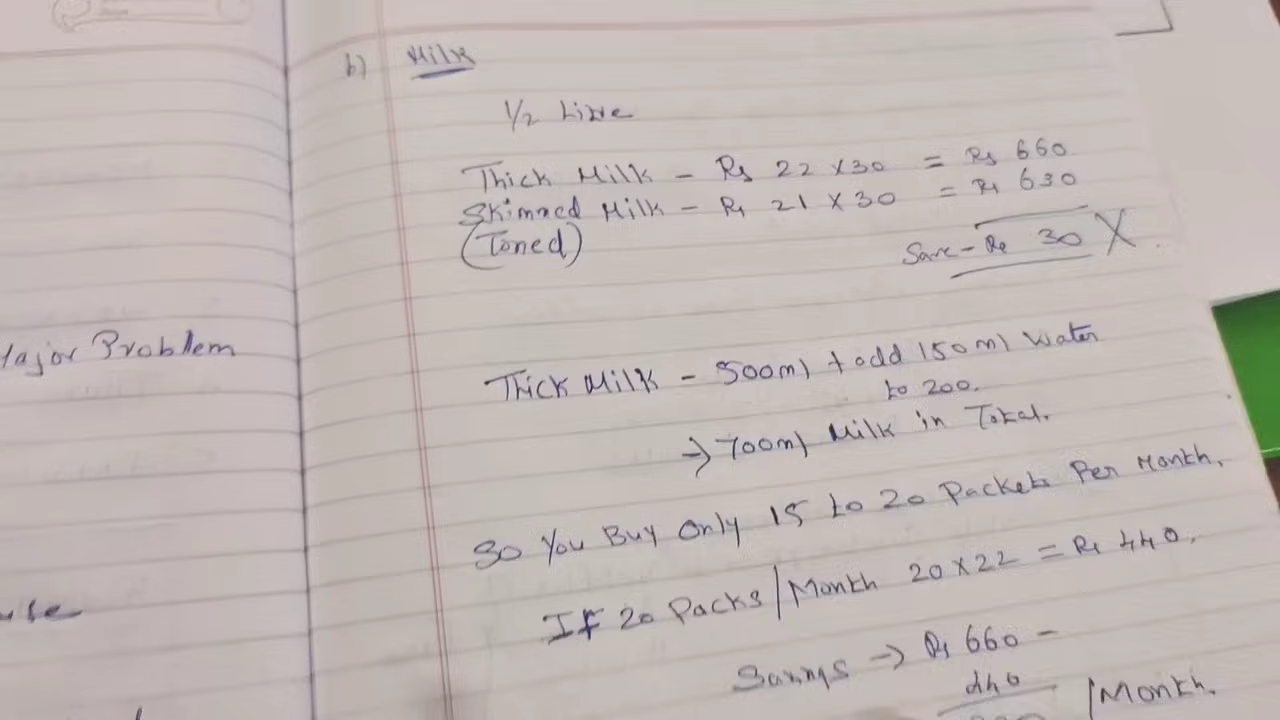 b) Milk
1/2 Litre
Thick Milk - Rs 22 x 30 = Rs 660
Skimmed Milk - Rs 21 x 30 = Rs 630
(Toned)
Save - Rs 30 X
Major Problem
Thick Milk - 500ml + add 150ml Water
to 200.
→ 700ml Milk in Total.
So You Buy Only 15 to 20 Packets Per Month.
If 20 Packs/Month 20 x 22 = Rs 440.
Savings → Rs 660 -
440
/Month.